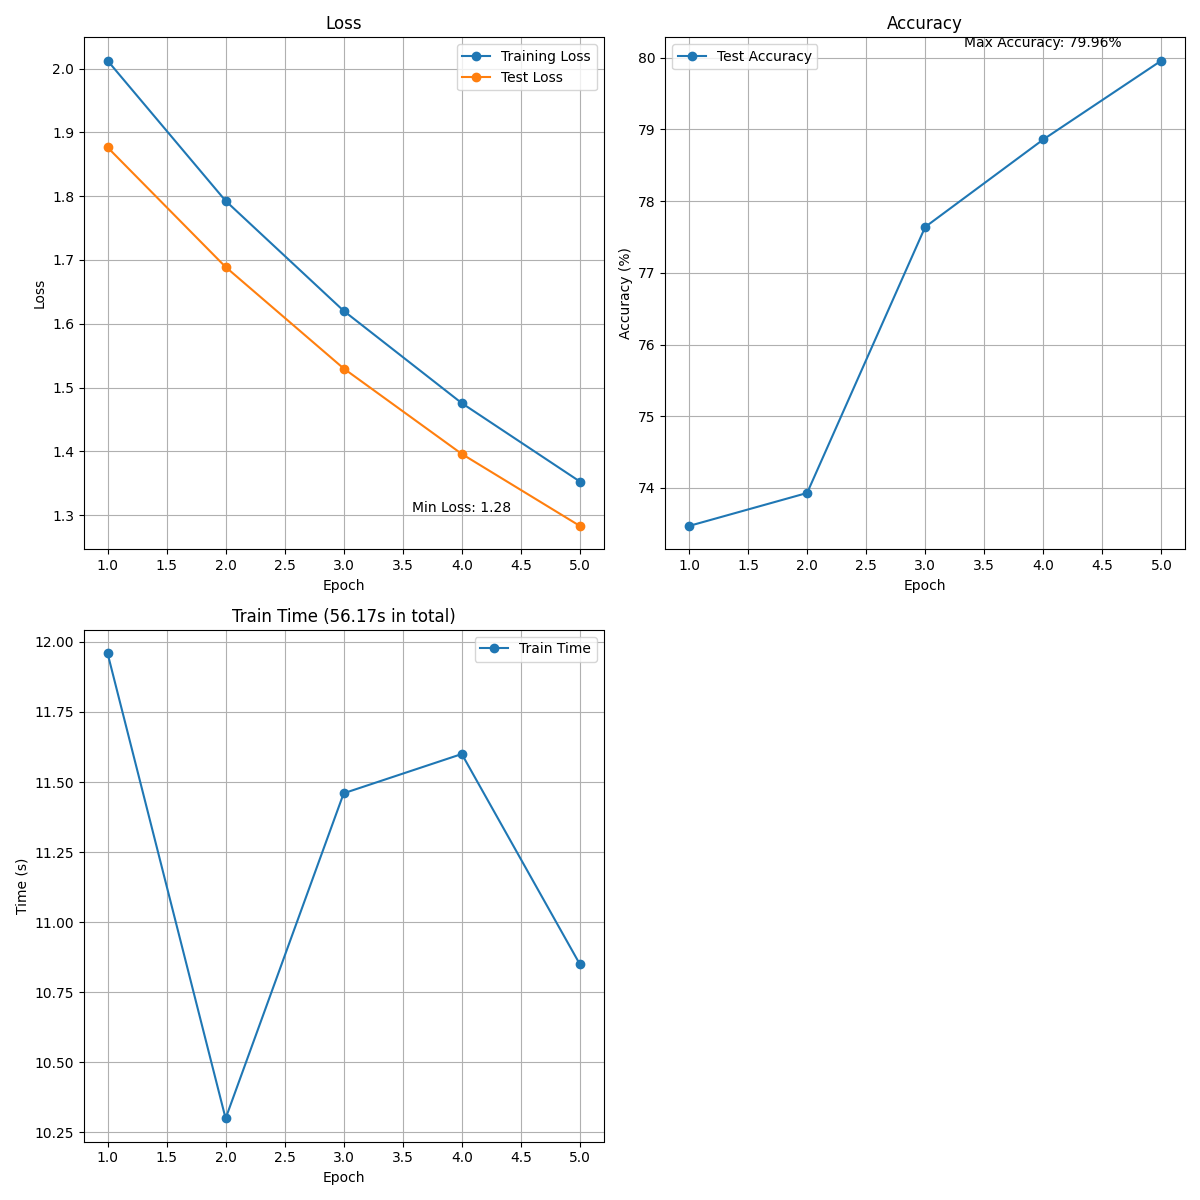 Loss
Training Loss
Test Loss
2.0
1.9
1.8
1.7
1.6
1.5
1.4
1.3
Loss
Min Loss: 1.28
1.0 1.5 2.0 2.5 3.0 3.5 4.0 4.5 5.0
Epoch
Accuracy
Max Accuracy: 79.96%
Test Accuracy
80
79
78
77
76
75
74
Accuracy (%)
1.0 1.5 2.0 2.5 3.0 3.5 4.0 4.5 5.0
Epoch
Train Time (56.17s in total)
Train Time
12.00
11.75
11.50
11.25
11.00
10.75
10.50
10.25
Time (s)
1.0 1.5 2.0 2.5 3.0 3.5 4.0 4.5 5.0
Epoch